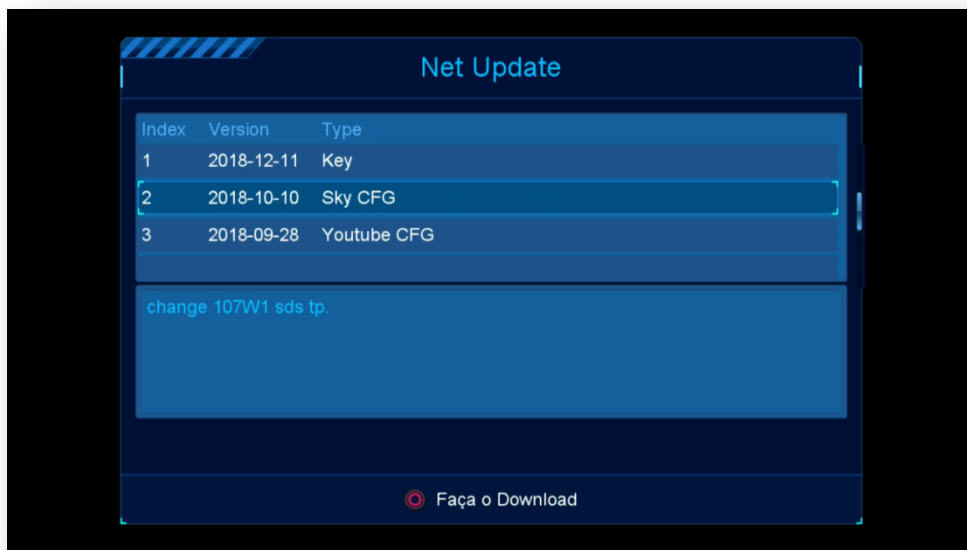 Net Update
Index Version Type
1 2018-12-11 Key
2 2018-10-10 Sky CFG
3 2018-09-28 Youtube CFG
change 107W1 sds tp.
Faça o Download